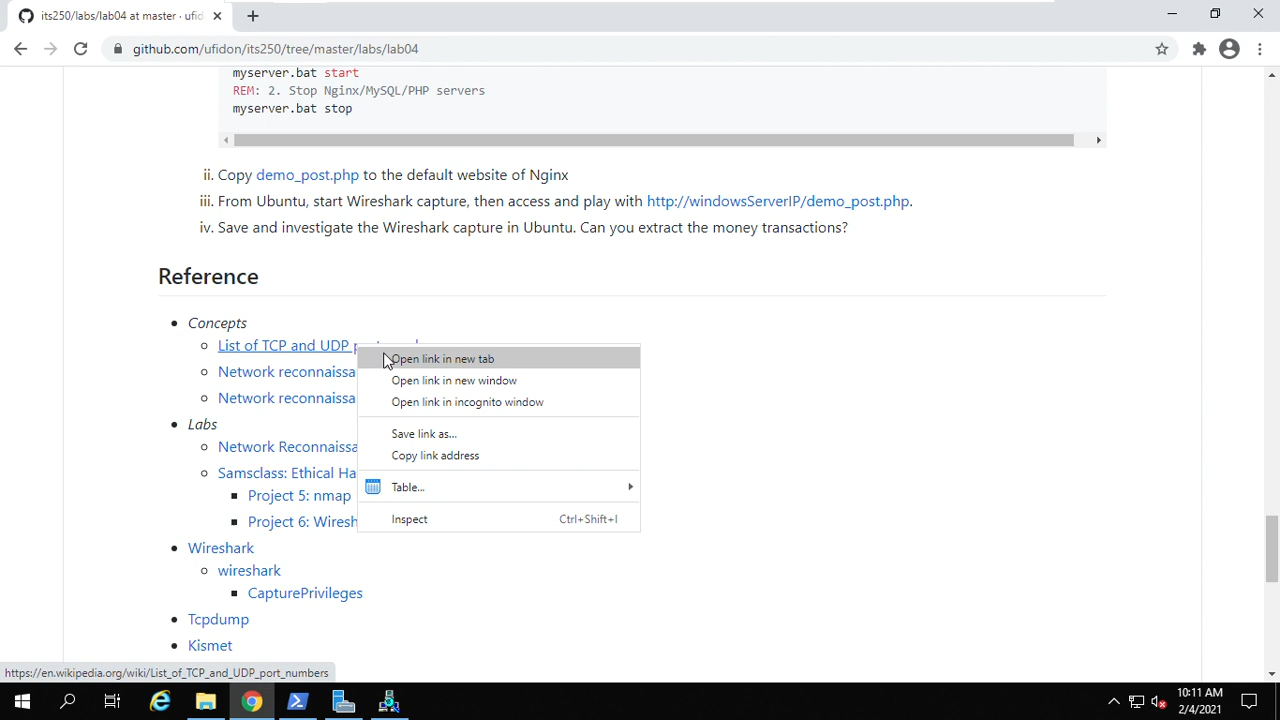 its250/labs/lab04 at master · ufid
github.com/ufidon/its250/tree/master/labs/lab04
myserver.bat start
REM: 2. Stop Nginx/MySQL/PHP servers
myserver.bat stop
ii. Copy demo_post.php to the default website of Nginx
iii. From Ubuntu, start Wireshark capture, then access and play with http://windowsServerIP/demo_post.php.
iv. Save and investigate the Wireshark capture in Ubuntu. Can you extract the money transactions?
Reference
Concepts
List of TCP and UDP
Open link in new tab
Network reconnaissa
Open link in new window
Network reconnaissa
Open link in incognito window
Labs
Save link as...
Network Reconnaissa
Copy link address
Samsclass: Ethical Ha
Table...
Project 5: nmap
Project 6: Wiresh
Inspect Ctrl+Shift+I
Wireshark
wireshark
CapturePrivileges
Tcpdump
Kismet
https://en.wikipedia.org/wiki/List_of_TCP_and_UDP_port_numbers
10:11 AM
2/4/2021